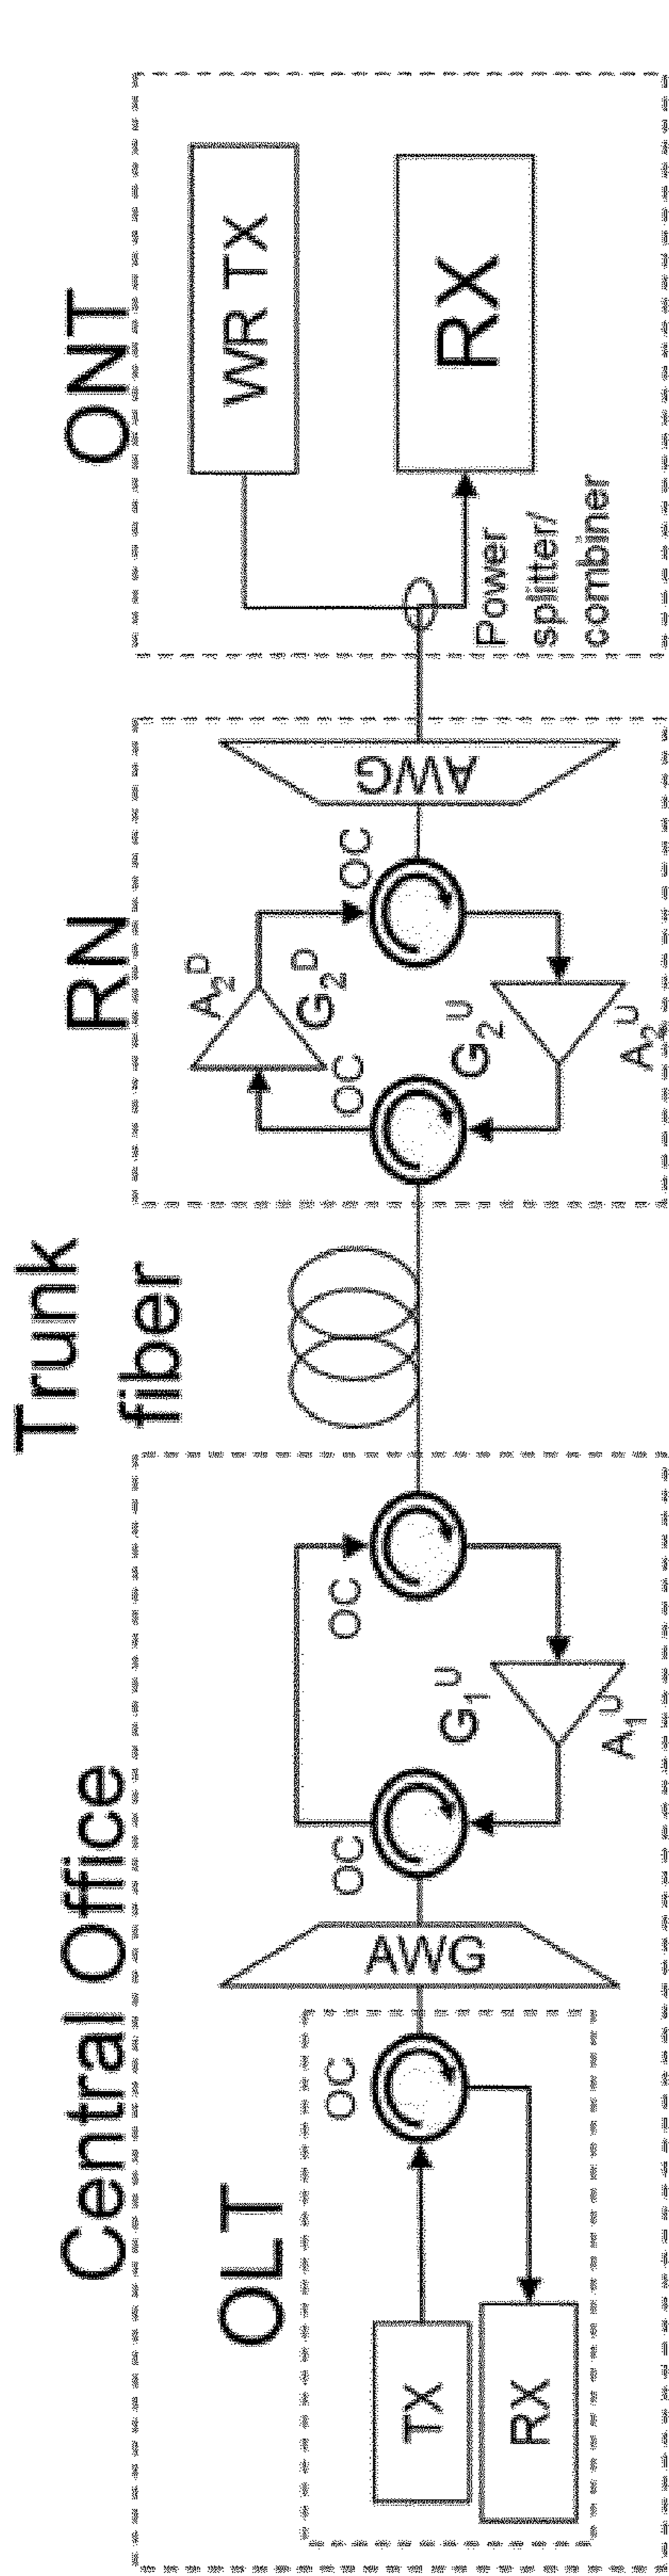 Central Office
Trunk
fiber
RN
ONT
OLT
TX
RX
OC
AWG
OC
OC
G₁ᵁ
A₁ᵁ
OC
OC
A₂ᴰ
G₂ᴰ
G₂ᵁ
A₂ᵁ
AWG
WR TX
RX
Power
splitter/
combiner